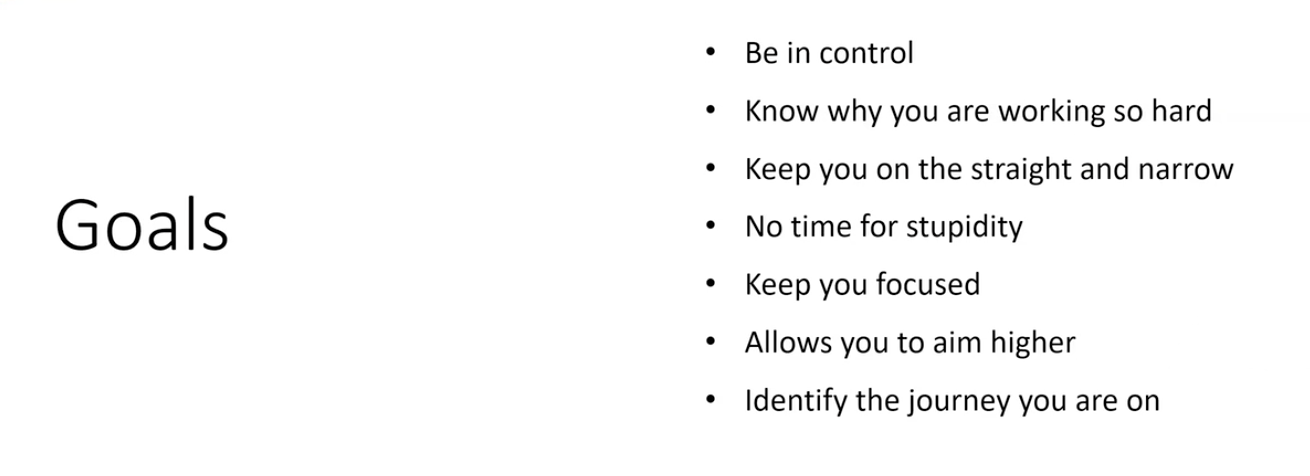 Goals
• Be in control
• Know why you are working so hard
• Keep you on the straight and narrow
• No time for stupidity
• Keep you focused
• Allows you to aim higher
• Identify the journey you are on